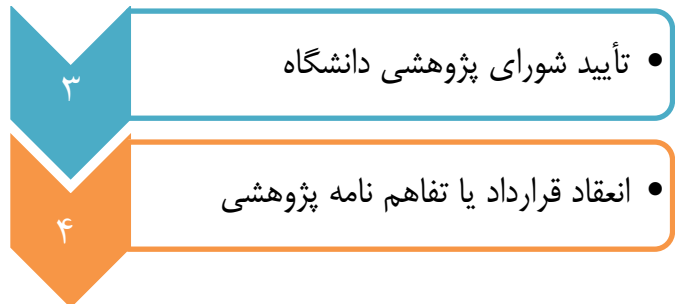 ۳
• تأیید شورای پژوهشی دانشگاه
۴
• انعقاد قرارداد یا تفاهم نامه پژوهشی